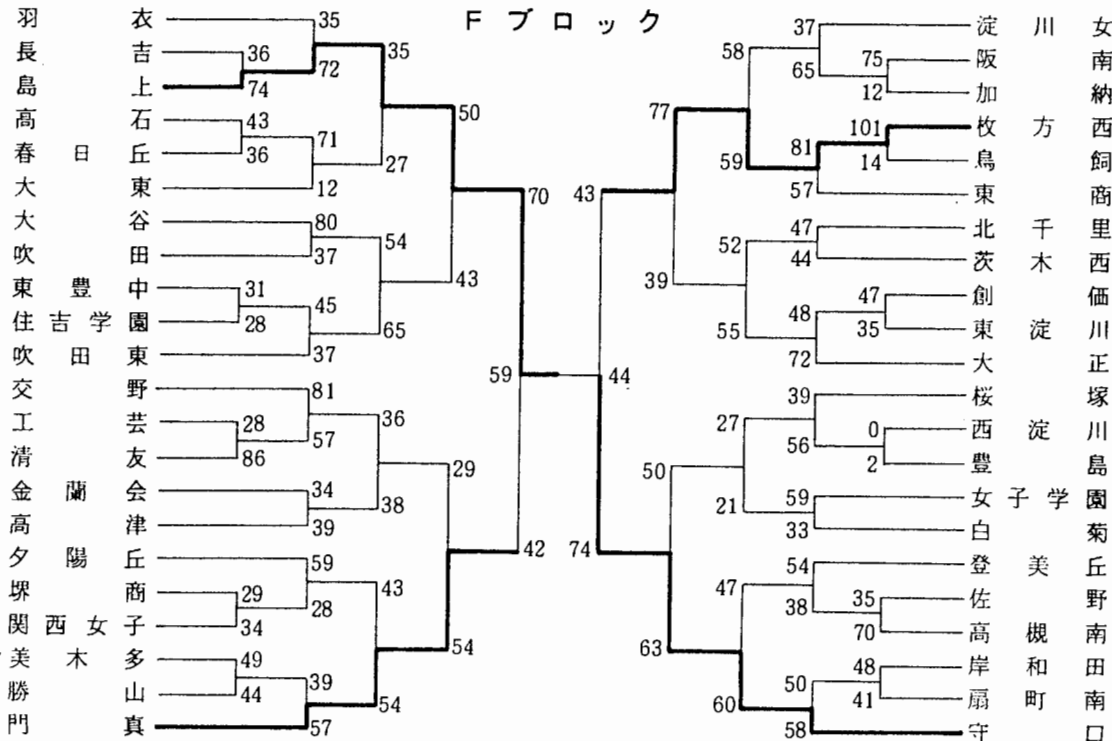 Fブロック
羽衣
長吉
島上
高石
春日丘
大東
大谷
吹田
東豊中
住吉学園
吹田東
交野
工芸
清友
金蘭会
高津
夕陽丘
堺商
関西女子
美木多
勝山
門真
35
36
74
72
43
36
71
12
35
27
80
37
31
28
45
37
54
65
50
43
81
28
86
57
34
39
36
38
59
29
34
28
49
44
39
57
43
54
29
54
70
42
59
44
43
74
77
39
50
63
58
59
52
55
27
21
47
60
37
65
75
12
81
101
14
57
47
44
48
47
35
72
39
56
0
2
59
33
54
38
35
70
50
48
41
58
淀川女
阪南
加納
枚方西
鳥飼
東商
北千里
茨木西
創価
東淀川
大正
桜塚
西淀川
豊島
女子学園
白菊
登美丘
佐野
高槻南
岸和田
扇町南
守口